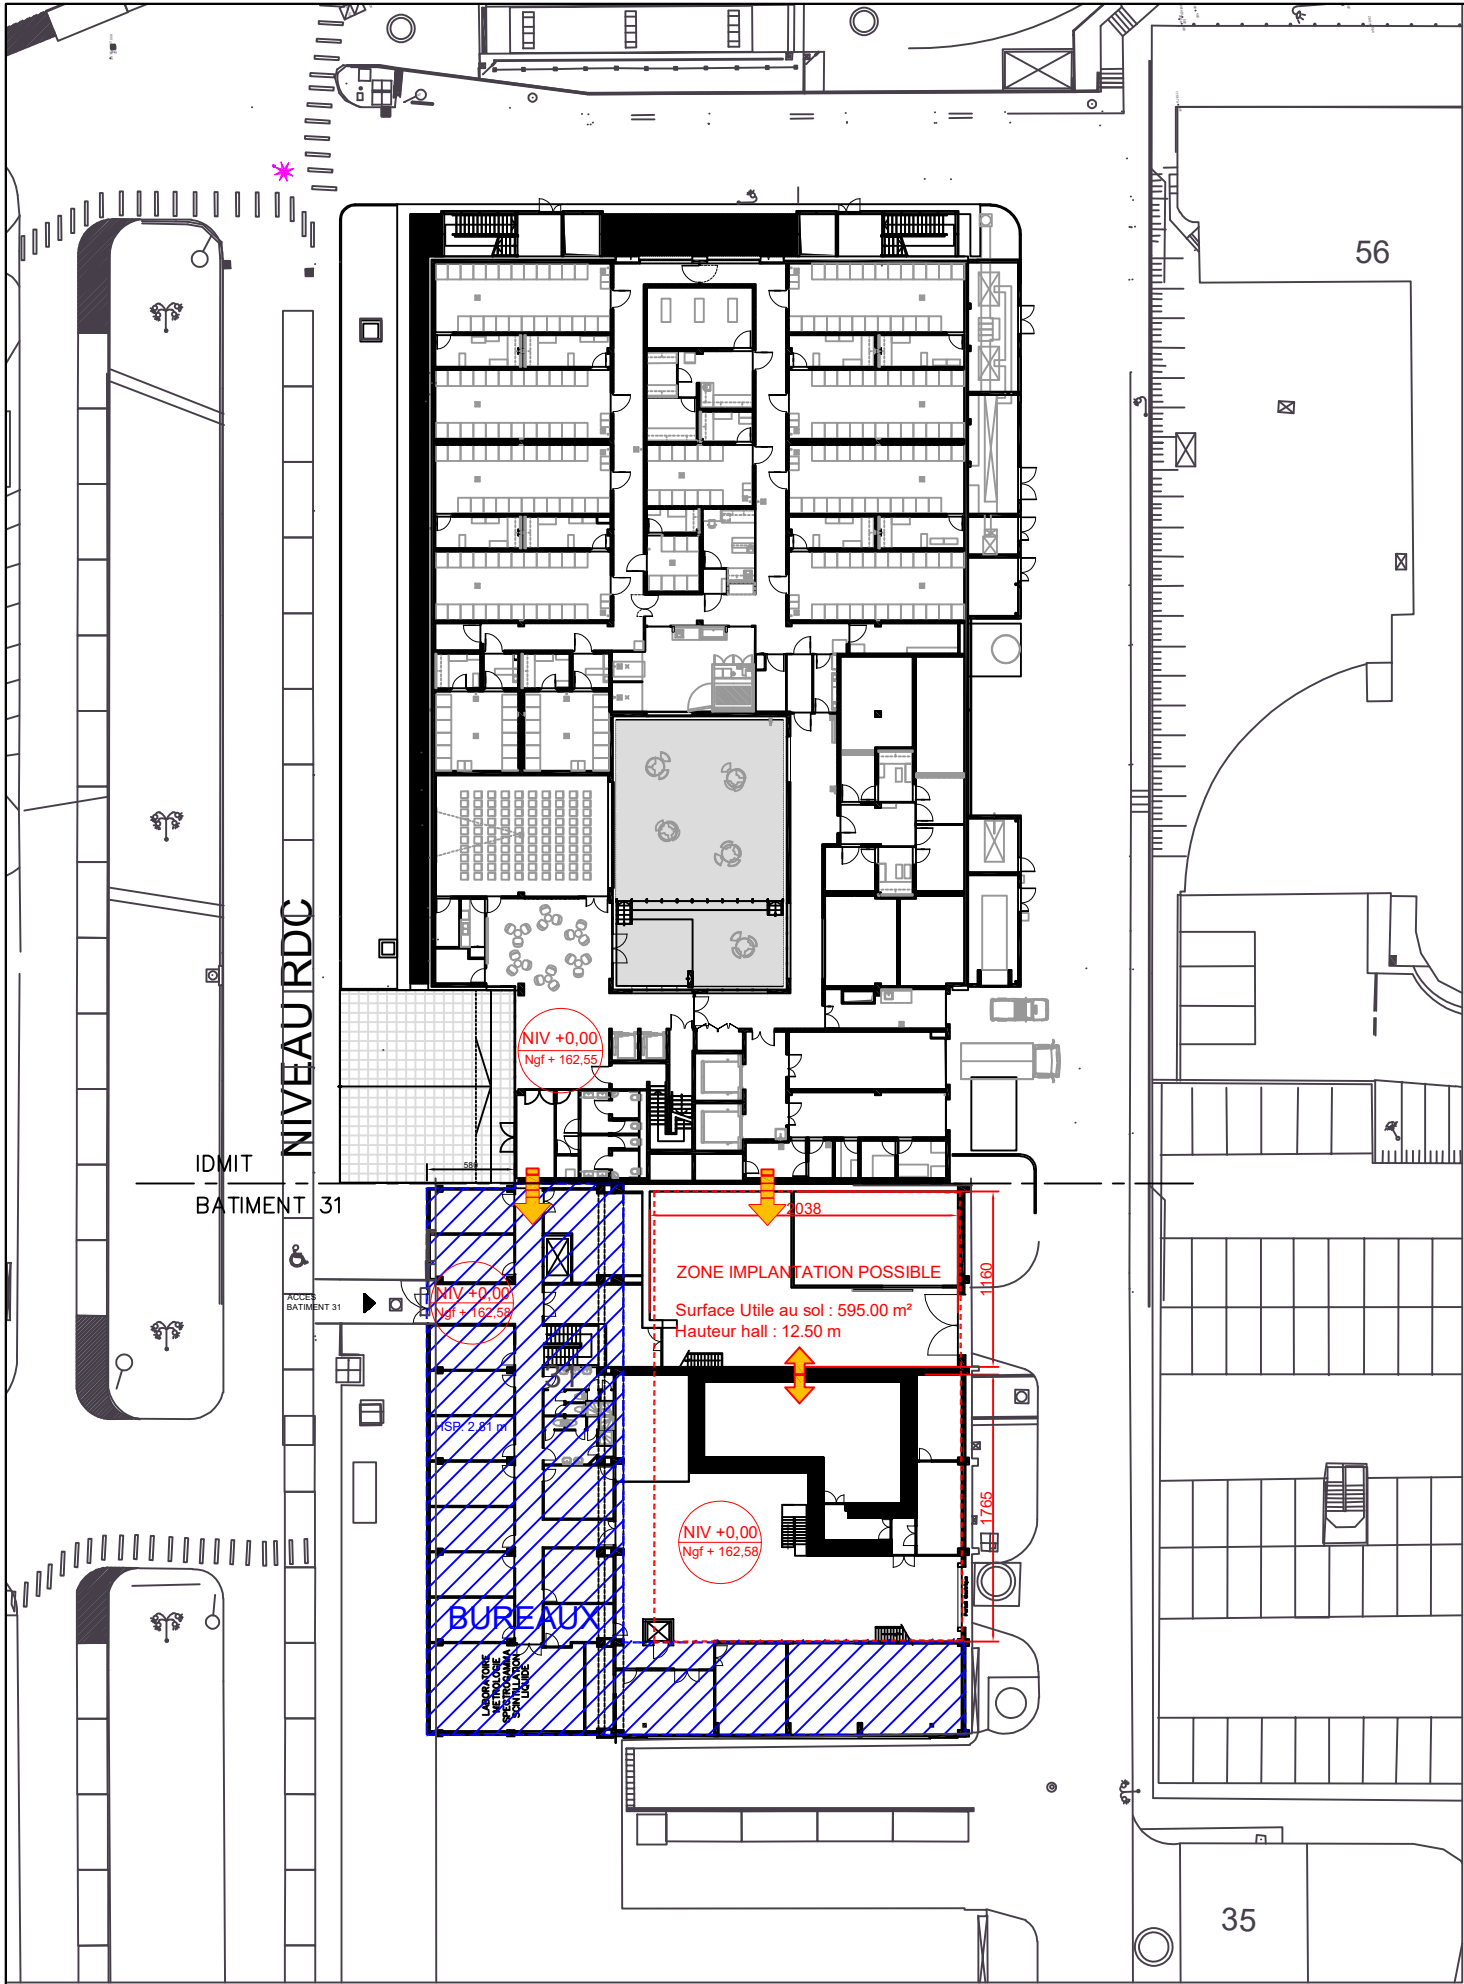 56
NIVEAU RDC
NIV +0,00
Ngf + 162,55
IDMIT
BATIMENT 31
580
2038
ZONE IMPLANTATION POSSIBLE
1160
Surface Utile au sol : 595.00 m²
Hauteur hall : 12.50 m
ACCES
BATIMENT 31
NIV +0,00
Ngf + 162,58
HSP: 2.81 m
1765
NIV +0,00
Ngf + 162,58
BUREAUX
LABORATOIRE
METROLOGIE
SPECTROGAMMA
SCINTILLATION
LIQUIDE
35